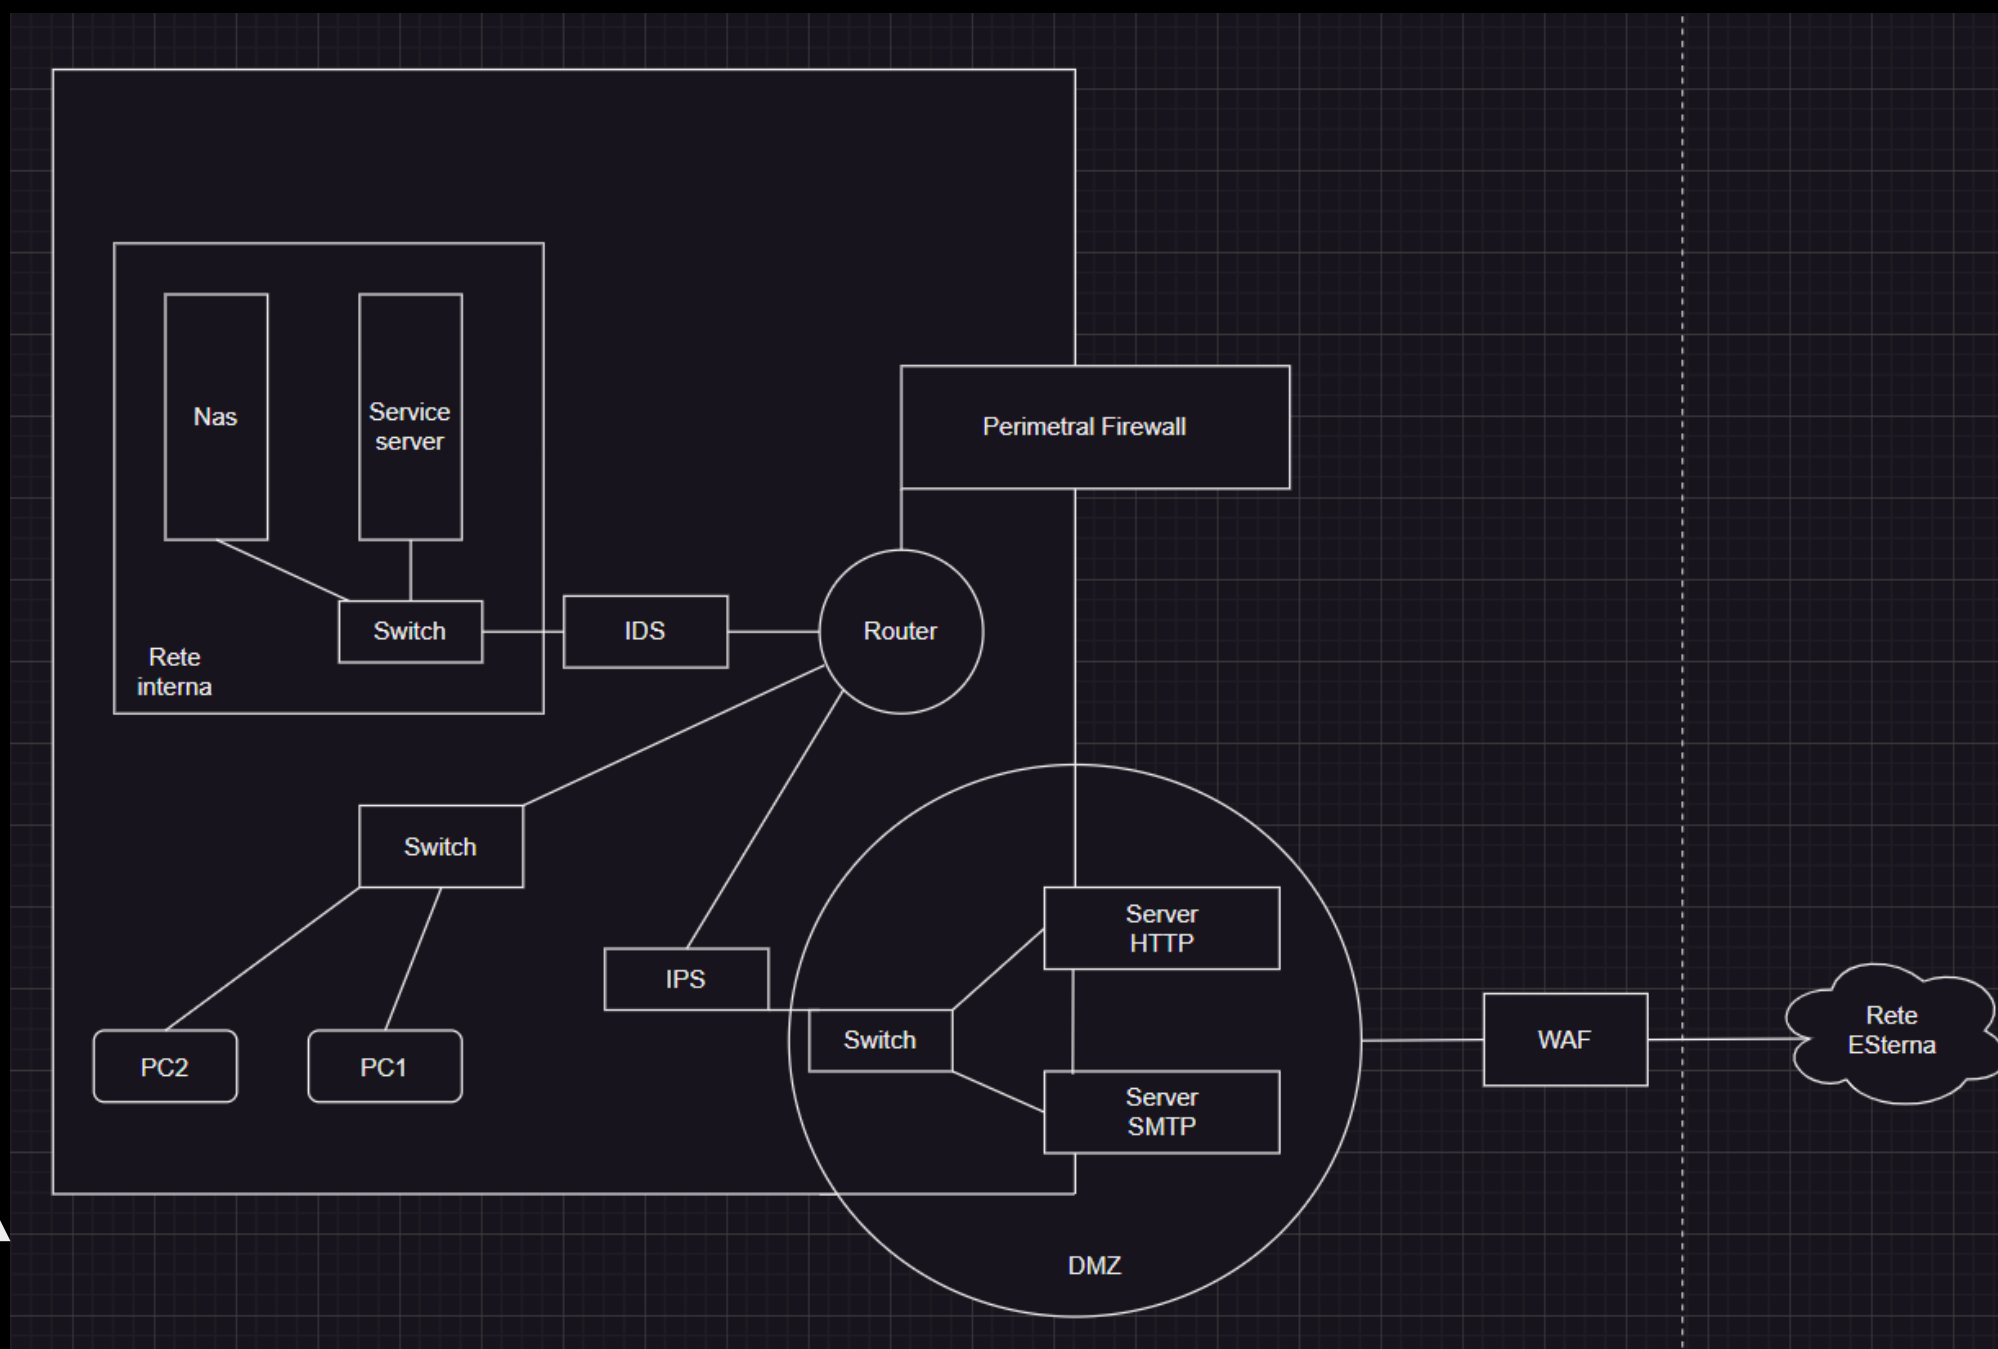 Nas
Service
server
Perimetral Firewall
Switch
IDS
Router
Rete
interna
Switch
Server
HTTP
IPS
Switch
WAF
Rete
ESterna
PC2
PC1
Server
SMTP
DMZ